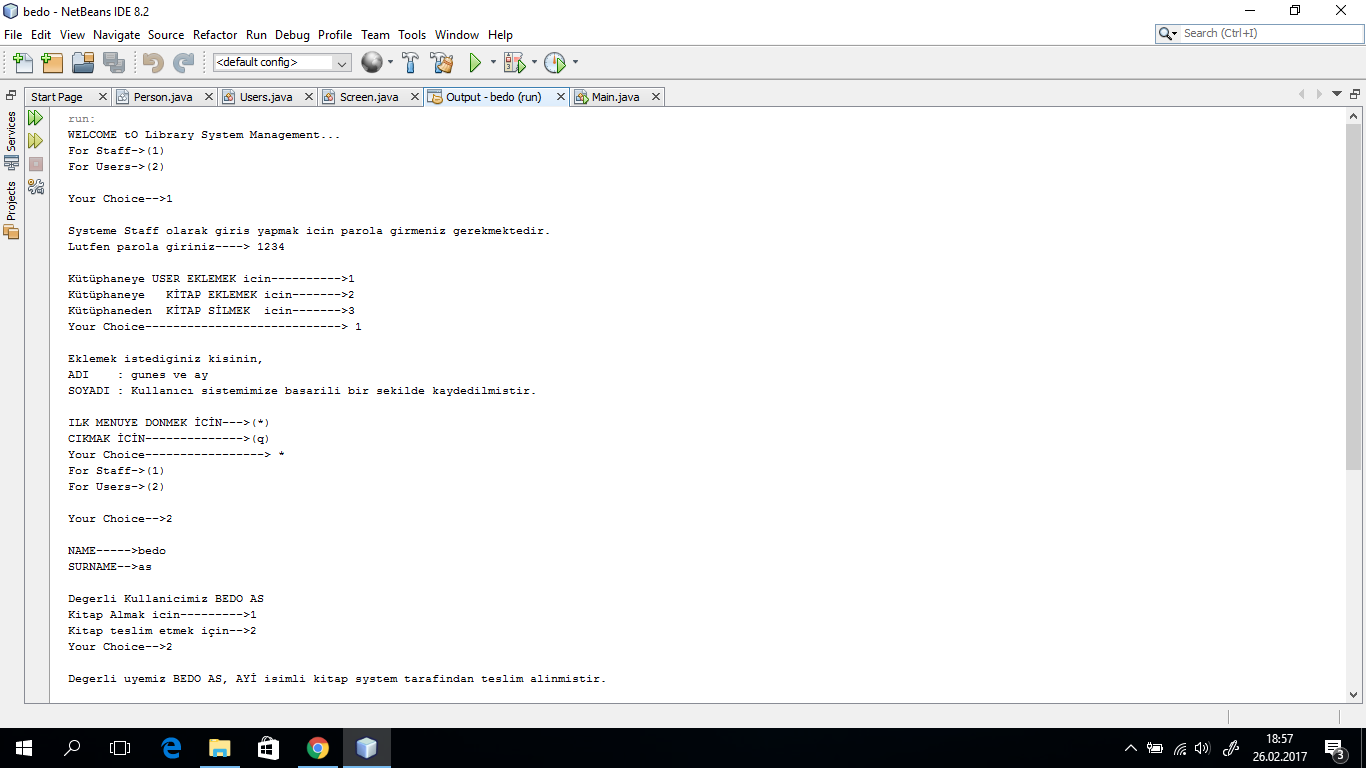 bedo - NetBeans IDE 8.2
File Edit View Navigate Source Refactor Run Debug Profile Team Tools Window Help
Search (Ctrl+I)
<default config>
Start Page Person.java Users.java Screen.java Output - bedo (run) Main.java
Services
Projects
run:
WELCOME tO Library System Management...
For Staff->(1)
For Users->(2)
Your Choice-->1
Systeme Staff olarak giris yapmak icin parola girmeniz gerekmektedir.
Lutfen parola giriniz----> 1234
Kütüphaneye USER EKLEMEK icin---------->1
Kütüphaneye   KİTAP EKLEMEK icin------->2
Kütüphaneden  KİTAP SİLMEK  icin------->3
Your Choice----------------------------> 1
Eklemek istediginiz kisinin,
ADI    : gunes ve ay
SOYADI : Kullanıcı sistemimize basarili bir sekilde kaydedilmistir.
ILK MENUYE DONMEK İCİN--->(*)
CIKMAK İCİN-------------->(q)
Your Choice-----------------> *
For Staff->(1)
For Users->(2)
Your Choice-->2
NAME----->bedo
SURNAME-->as
Degerli Kullanicimiz BEDO AS
Kitap Almak icin--------->1
Kitap teslim etmek için-->2
Your Choice-->2
Degerli uyemiz BEDO AS, AYİ isimli kitap system tarafindan teslim alinmistir.
18:57
26.02.2017
3